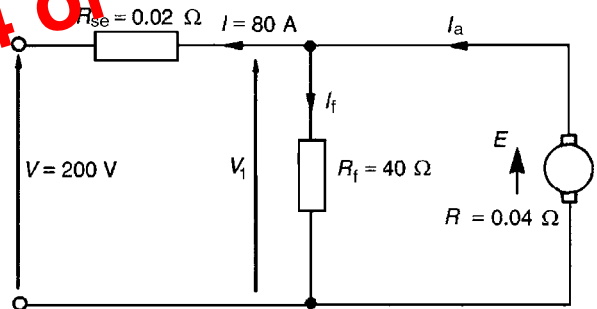 R_se = 0.02 Ω
I = 80 A
I_a
I_f
E
V = 200 V
V_1
R_f = 40 Ω
R = 0.04 Ω